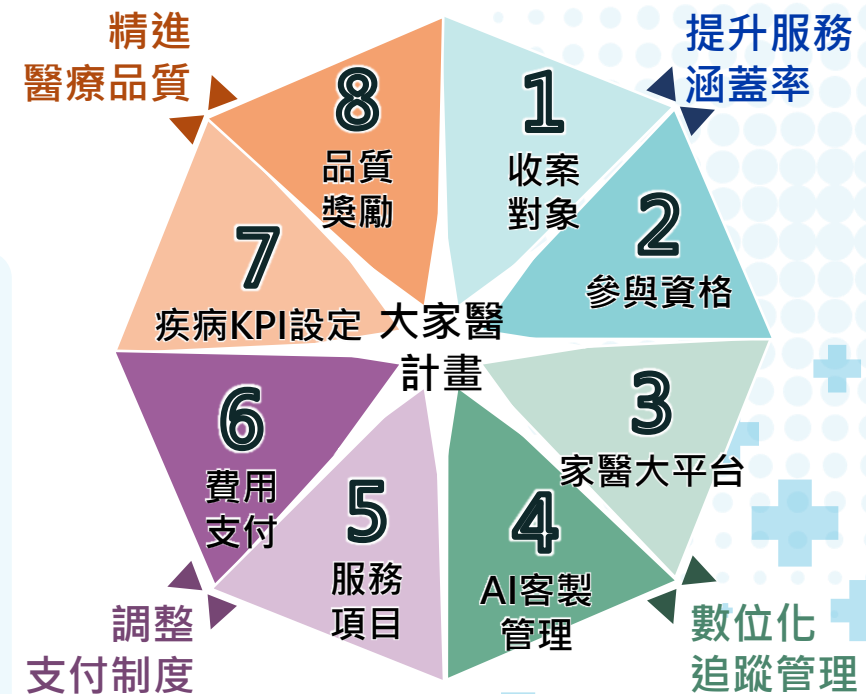 精進
醫療品質
提升服務
涵蓋率
8
品質
獎勵
1
收案
對象
7
疾病KPI設定
2
參與資格
大家醫
計畫
6
費用
支付
3
家醫大平台
5
服務
項目
4
AI客製
管理
調整
支付制度
數位化
追蹤管理